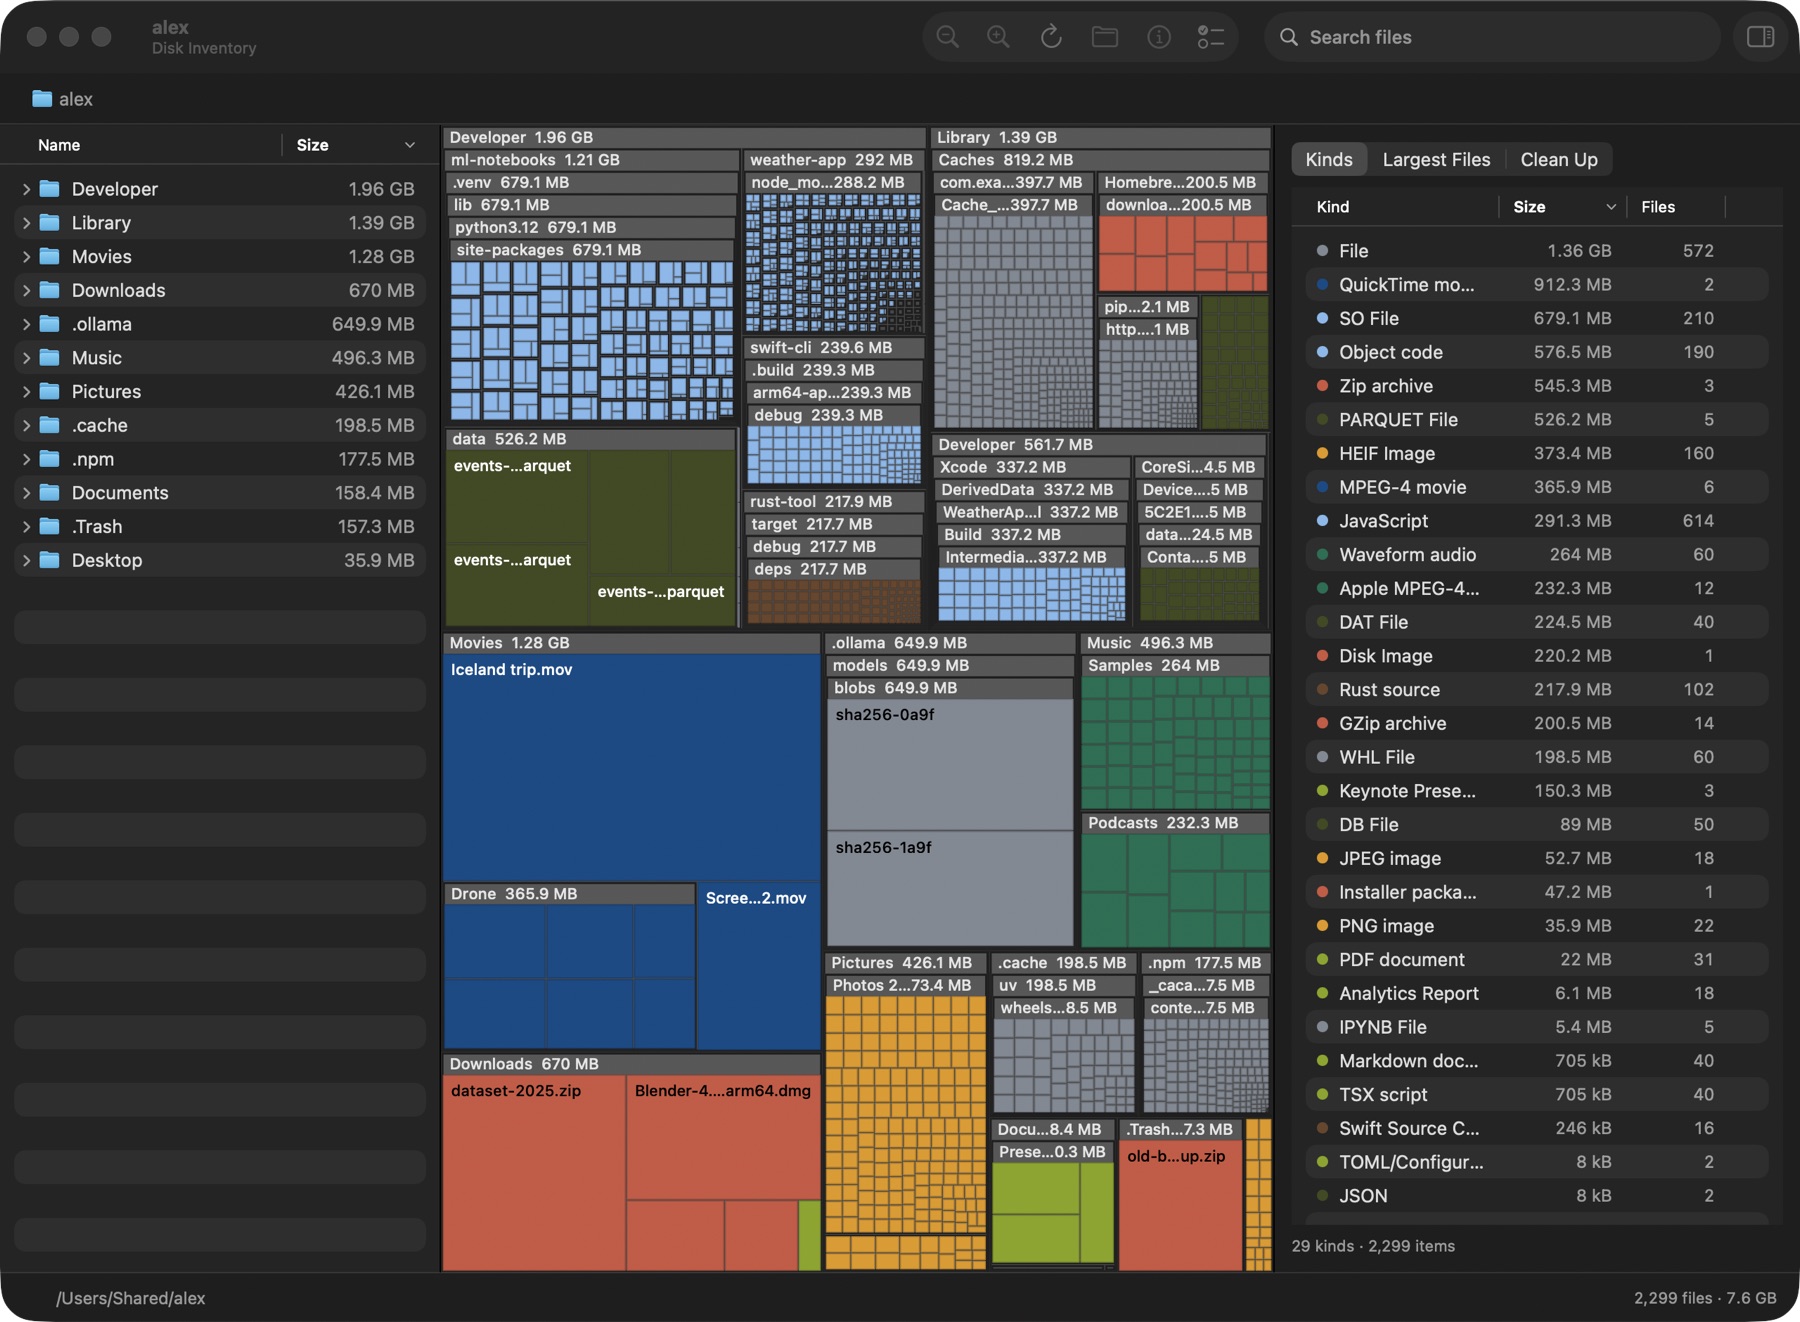 alex
Disk Inventory
Search files
alex
Name Size
Developer 1.96 GB
Library 1.39 GB
Movies 1.28 GB
Downloads 670 MB
.ollama 649.9 MB
Music 496.3 MB
Pictures 426.1 MB
.cache 198.5 MB
.npm 177.5 MB
Documents 158.4 MB
.Trash 157.3 MB
Desktop 35.9 MB
Developer 1.96 GB
ml-notebooks 1.21 GB
.venv 679.1 MB
lib 679.1 MB
python3.12 679.1 MB
site-packages 679.1 MB
data 526.2 MB
events-...arquet
events-...arquet
events-...parquet
weather-app 292 MB
node_mo...288.2 MB
swift-cli 239.6 MB
.build 239.3 MB
arm64-ap...239.3 MB
debug 239.3 MB
rust-tool 217.9 MB
target 217.7 MB
debug 217.7 MB
deps 217.7 MB
Library 1.39 GB
Caches 819.2 MB
com.exa...397.7 MB
Cache_...397.7 MB
Homebre...200.5 MB
downloa...200.5 MB
pip...2.1 MB
http....1 MB
Developer 561.7 MB
Xcode 337.2 MB
DerivedData 337.2 MB
WeatherAp...l 337.2 MB
Build 337.2 MB
Intermedia...337.2 MB
CoreSi...4.5 MB
Device....5 MB
5C2E1....5 MB
data...24.5 MB
Conta....5 MB
Movies 1.28 GB
Iceland trip.mov
Drone 365.9 MB
Scree...2.mov
Downloads 670 MB
dataset-2025.zip
Blender-4....arm64.dmg
.ollama 649.9 MB
models 649.9 MB
blobs 649.9 MB
sha256-0a9f
sha256-1a9f
Music 496.3 MB
Samples 264 MB
Podcasts 232.3 MB
Pictures 426.1 MB
Photos 2...73.4 MB
.cache 198.5 MB
uv 198.5 MB
wheels...8.5 MB
.npm 177.5 MB
_caca...7.5 MB
conte...7.5 MB
Docu...8.4 MB
Prese...0.3 MB
.Trash...7.3 MB
old-b...up.zip
Kinds Largest Files Clean Up
Kind Size Files
File 1.36 GB 572
QuickTime mo... 912.3 MB 2
SO File 679.1 MB 210
Object code 576.5 MB 190
Zip archive 545.3 MB 3
PARQUET File 526.2 MB 5
HEIF Image 373.4 MB 160
MPEG-4 movie 365.9 MB 6
JavaScript 291.3 MB 614
Waveform audio 264 MB 60
Apple MPEG-4... 232.3 MB 12
DAT File 224.5 MB 40
Disk Image 220.2 MB 1
Rust source 217.9 MB 102
GZip archive 200.5 MB 14
WHL File 198.5 MB 60
Keynote Prese... 150.3 MB 3
DB File 89 MB 50
JPEG image 52.7 MB 18
Installer packa... 47.2 MB 1
PNG image 35.9 MB 22
PDF document 22 MB 31
Analytics Report 6.1 MB 18
IPYNB File 5.4 MB 5
Markdown doc... 705 kB 40
TSX script 705 kB 40
Swift Source C... 246 kB 16
TOML/Configur... 8 kB 2
JSON 8 kB 2
29 kinds · 2,299 items
/Users/Shared/alex
2,299 files · 7.6 GB